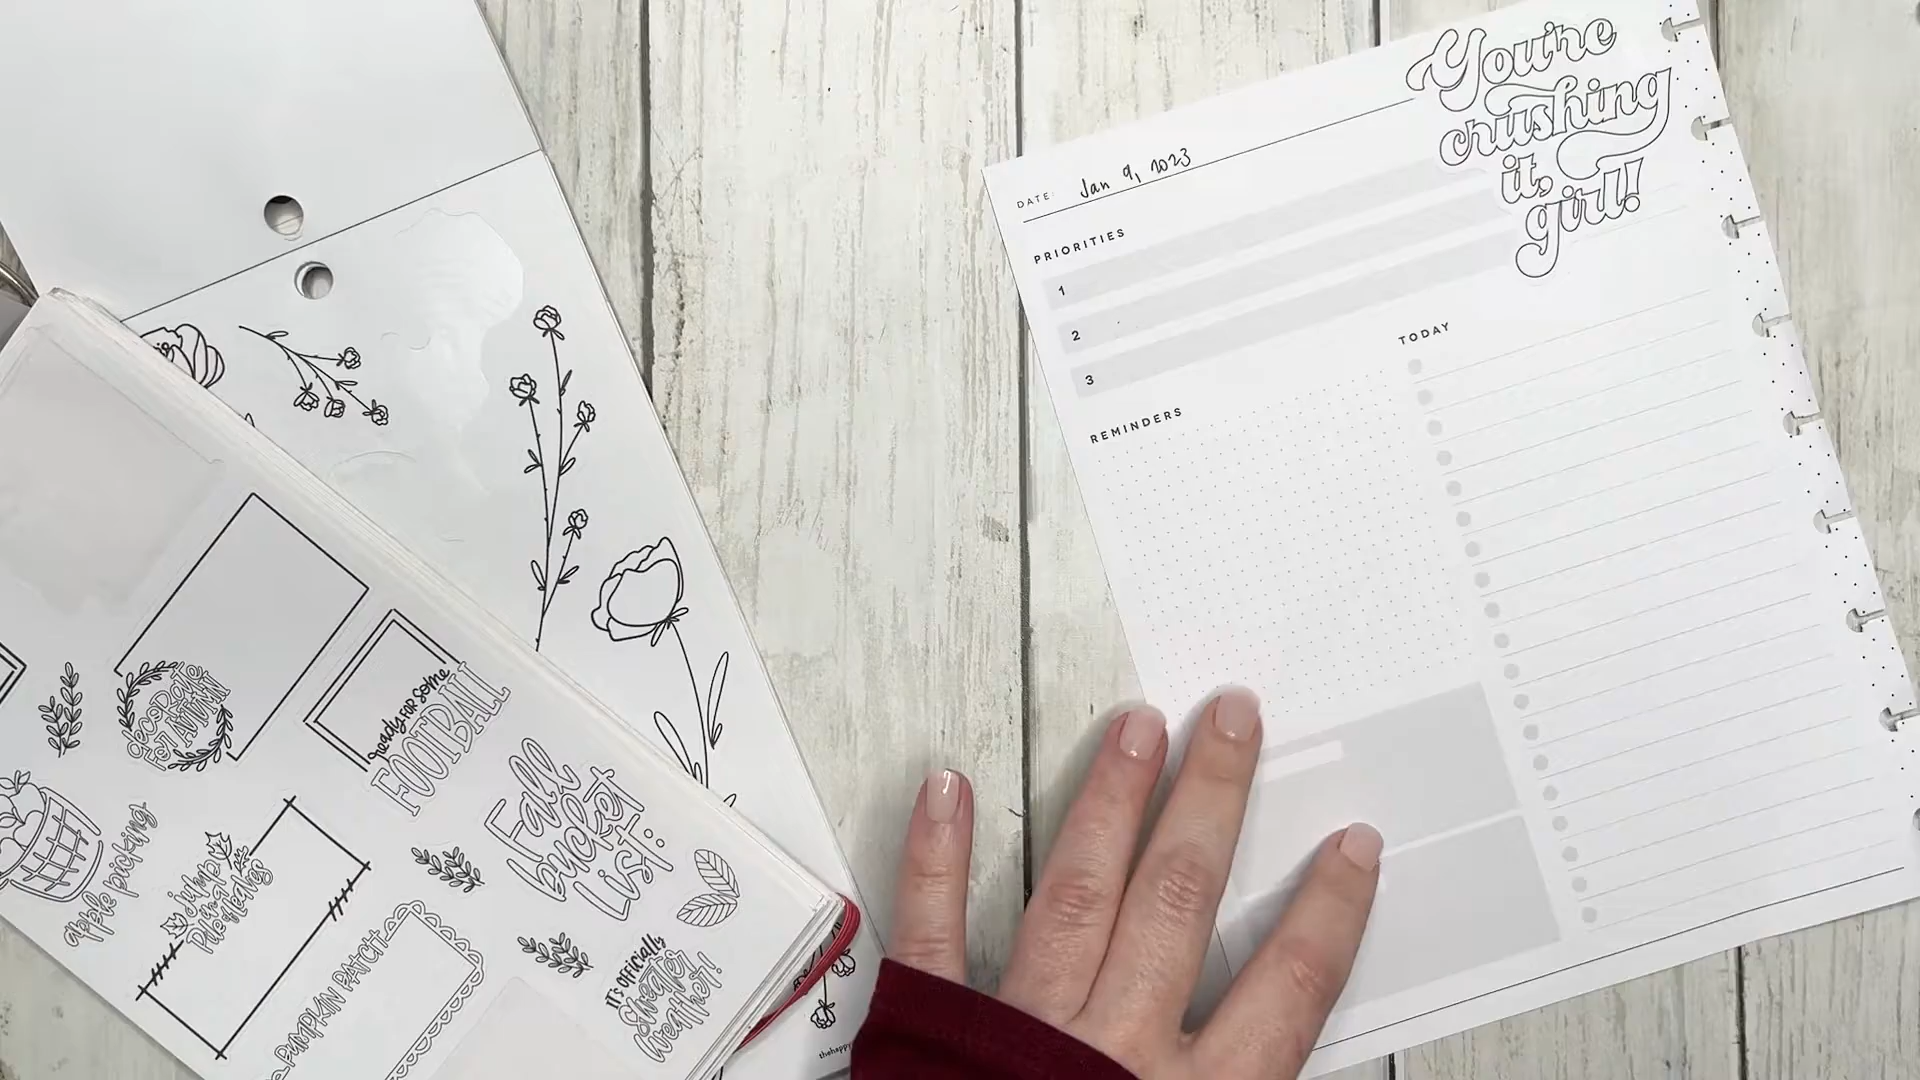 You're
crushing
it,
girl!
DATE: Jan 9, 2023
PRIORITIES
1
2
3
REMINDERS
TODAY
decorate
for autumn
ready for some
FOOTBALL
Fall
bucket
List:
apple picking
jump
in a
Pile of
leaves
PUMPKIN PATCH
IT'S OFFICIALLY
Sweater
weather!
thehappy